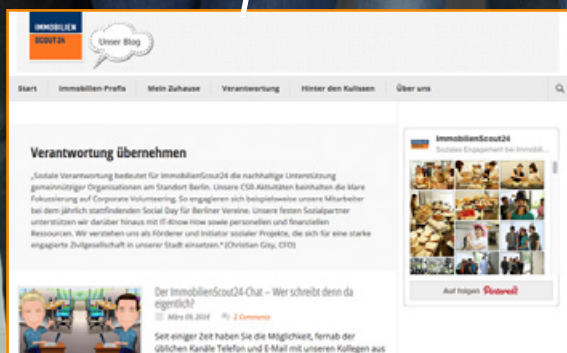 IMMOBILIEN
SCOUT24
Unser Blog
Start Immobilien-Profis Mein Zuhause Verantwortung Hinter den Kulissen Über uns
Verantwortung übernehmen
„Soziale Verantwortung bedeutet für ImmobilienScout24 die nachhaltige Unterstützung
gemeinnütziger Organisationen am Standort Berlin. Unsere CSR-Aktivitäten beinhalten die klare
Fokussierung auf Corporate Volunteering. So engagieren sich beispielsweise unsere Mitarbeiter
bei dem jährlich stattfindenden Social Day für Berliner Vereine. Unsere festen Sozialpartner
unterstützen wir darüber hinaus mit IT-Know How sowie personellen und finanziellen
Ressourcen. Wir verstehen uns als Förderer und Initiator sozialer Projekte, die sich für eine starke
engagierte Zivilgesellschaft in unserer Stadt einsetzen.“ (Christian Gisy, CFO)
ImmobilienScout24
Soziales Engagement bei Immobili...
Auf folgen Pinterest
Der ImmobilienScout24-Chat – Wer schreibt denn da
eigentlich?
März 09, 2014 2 Comments
Seit einiger Zeit haben Sie die Möglichkeit, fernab der
üblichen Kanäle Telefon und E-Mail mit unseren Kollegen aus